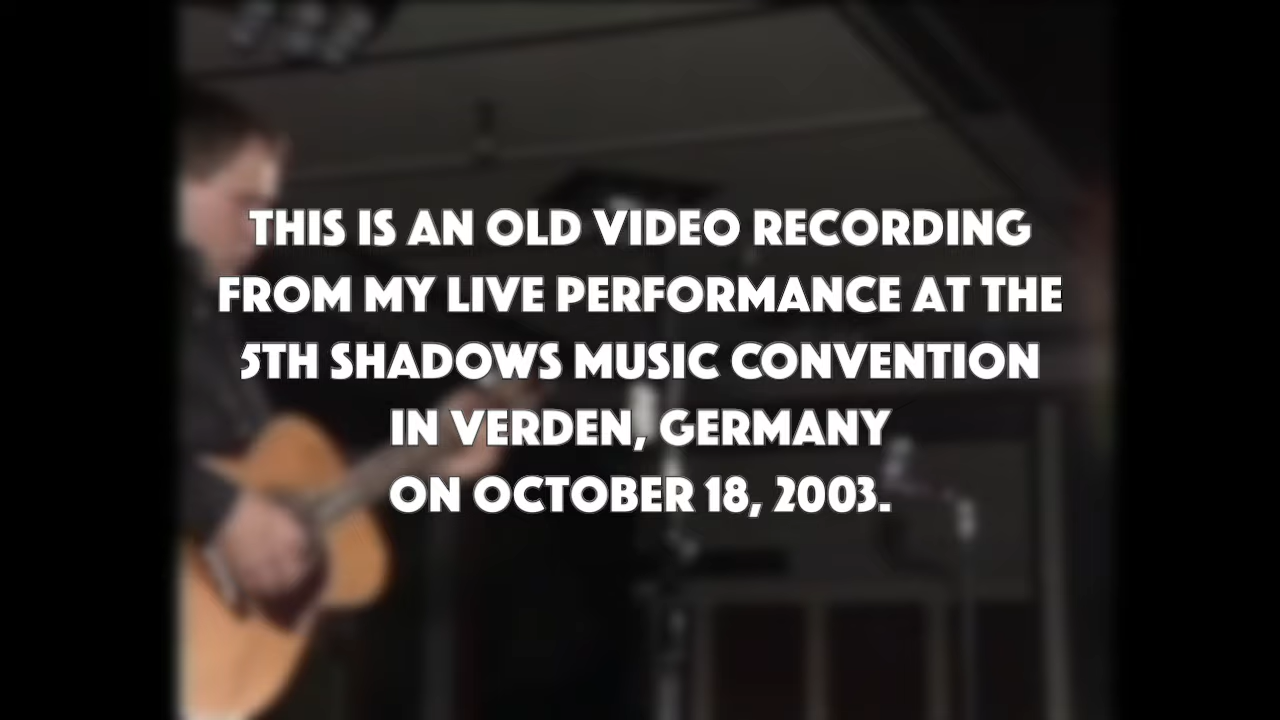 THIS IS AN OLD VIDEO RECORDING
FROM MY LIVE PERFORMANCE AT THE
5TH SHADOWS MUSIC CONVENTION
IN VERDEN, GERMANY
ON OCTOBER 18, 2003.